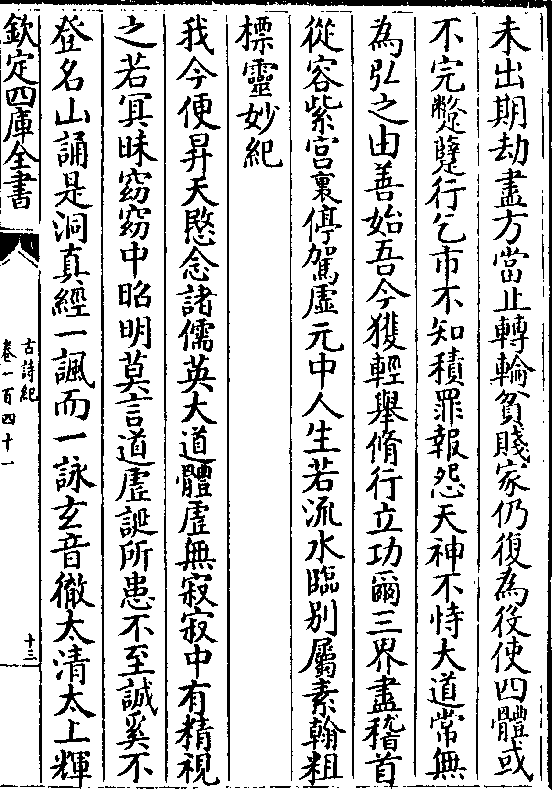 未出期劫盡方當止轉輪貧賤家仍復為役使四體或
不完蹩躄行乞市不知積罪報怨天神不恃大道常無
為弘之由善始吾今獲輕舉脩行立功爾三界盡稽首
從容紫宫裏停駕虛元中人生若流水臨别屬素翰粗
標靈妙紀
我今便昇天愍念諸儒英大道體虛無寂寂中有精視
之若冥昧窈窈中昭明莫言道虛誕所患不至誠奚不
登名山誦是洞真經一諷而一詠玄音徹太清太上輝
欽定四庫全書
古詩紀
卷一百四十一
十三